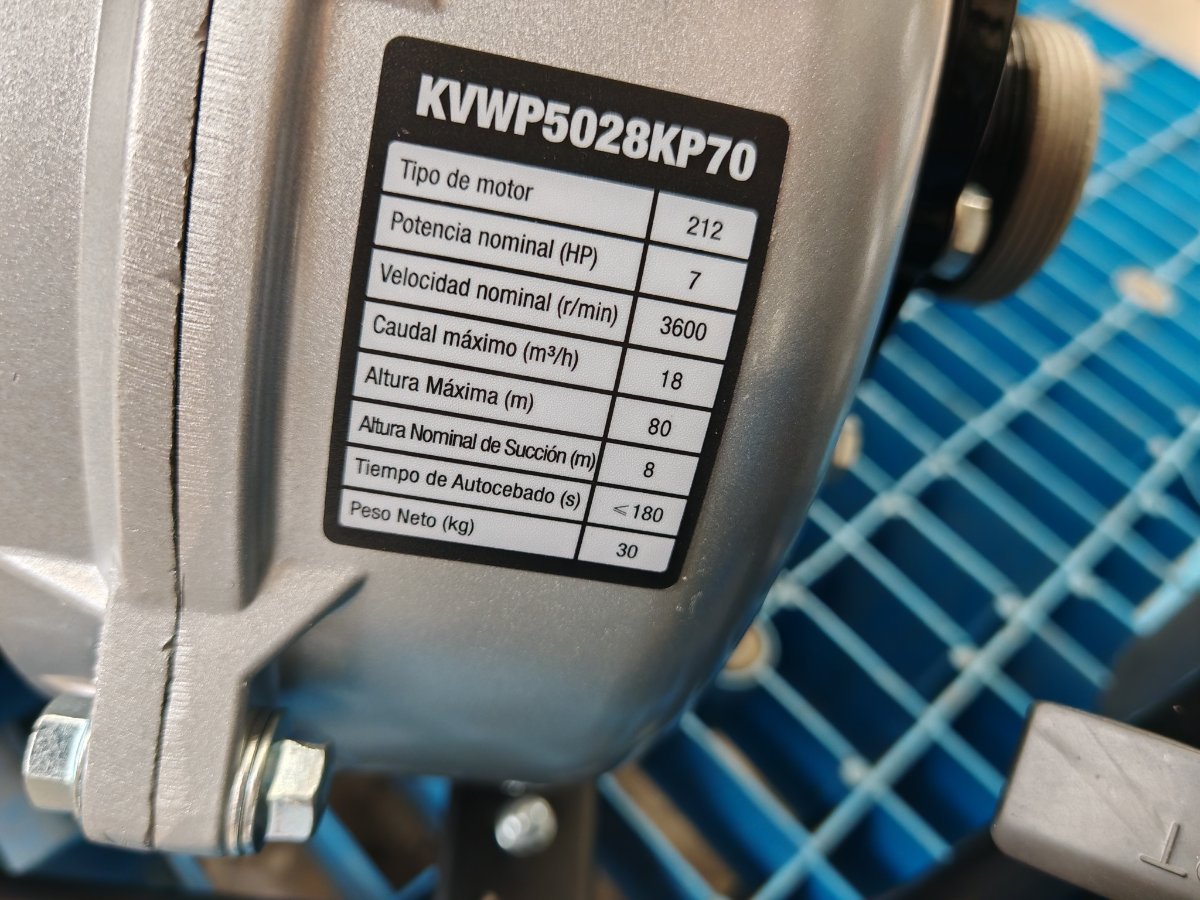 KVWP5028KP70
Tipo de motor 212
Potencia nominal (HP) 7
Velocidad nominal (r/min) 3600
Caudal máximo (m³/h) 18
Altura Máxima (m) 80
Altura Nominal de Succión (m) 8
Tiempo de Autocebado (s) ≤180
Peso Neto (kg) 30